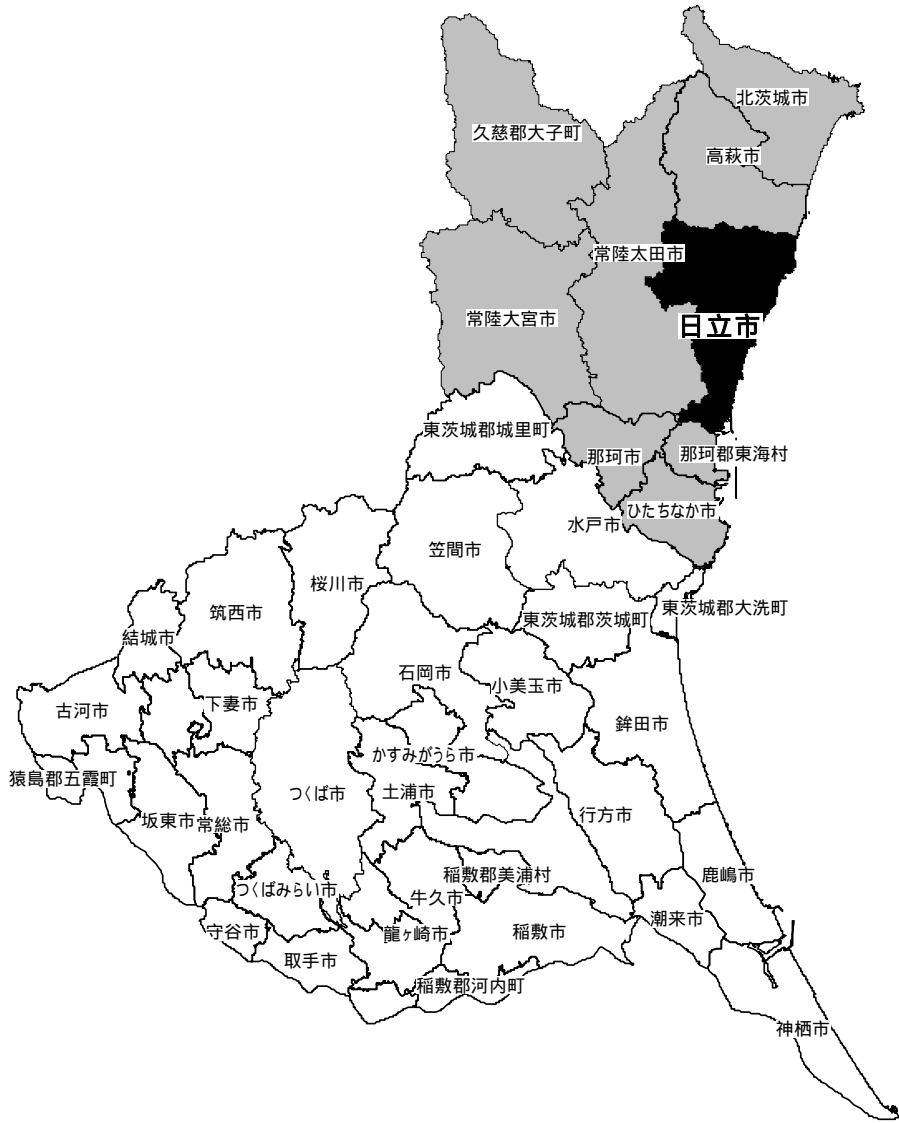 北茨城市
久慈郡大子町
高萩市
常陸太田市
常陸大宮市
日立市
東茨城郡城里町
那珂市
那珂郡東海村
ひたちなか市
水戸市
笠間市
桜川市
筑西市
東茨城郡大洗町
東茨城郡茨城町
結城市
石岡市
小美玉市
下妻市
古河市
鉾田市
かすみがうら市
猿島郡五霞町
つくば市
土浦市
行方市
坂東市
常総市
稲敷郡美浦村
鹿嶋市
つくばみらい市
牛久市
潮来市
守谷市
龍ヶ崎市
稲敷市
取手市
稲敷郡河内町
神栖市